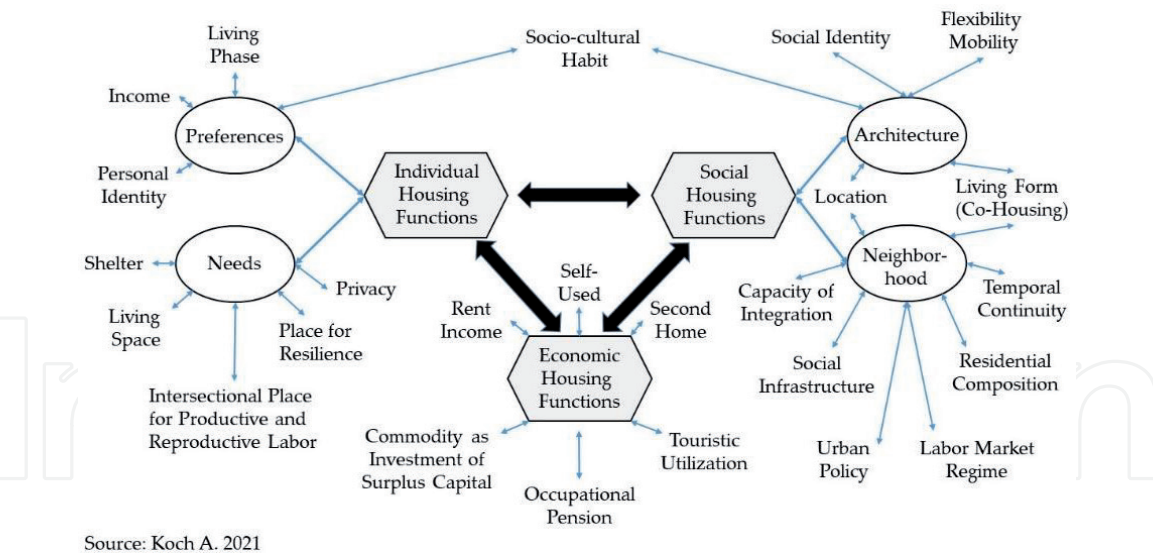 Living
Phase
Income
Preferences
Personal
Identity
Socio-cultural
Habit
Social Identity
Flexibility
Mobility
Architecture
Individual
Housing
Functions
Social
Housing
Functions
Location
Living Form
(Co-Housing)
Shelter
Needs
Privacy
Living
Space
Place for
Resilience
Intersectional Place
for Productive and
Reproductive Labor
Rent
Income
Self-
Used
Second
Home
Economic
Housing
Functions
Commodity as
Investment of
Surplus Capital
Occupational
Pension
Touristic
Utilization
Neighbor-
hood
Capacity of
Integration
Temporal
Continuity
Social
Infrastructure
Residential
Composition
Urban
Policy
Labor Market
Regime
Source: Koch A. 2021